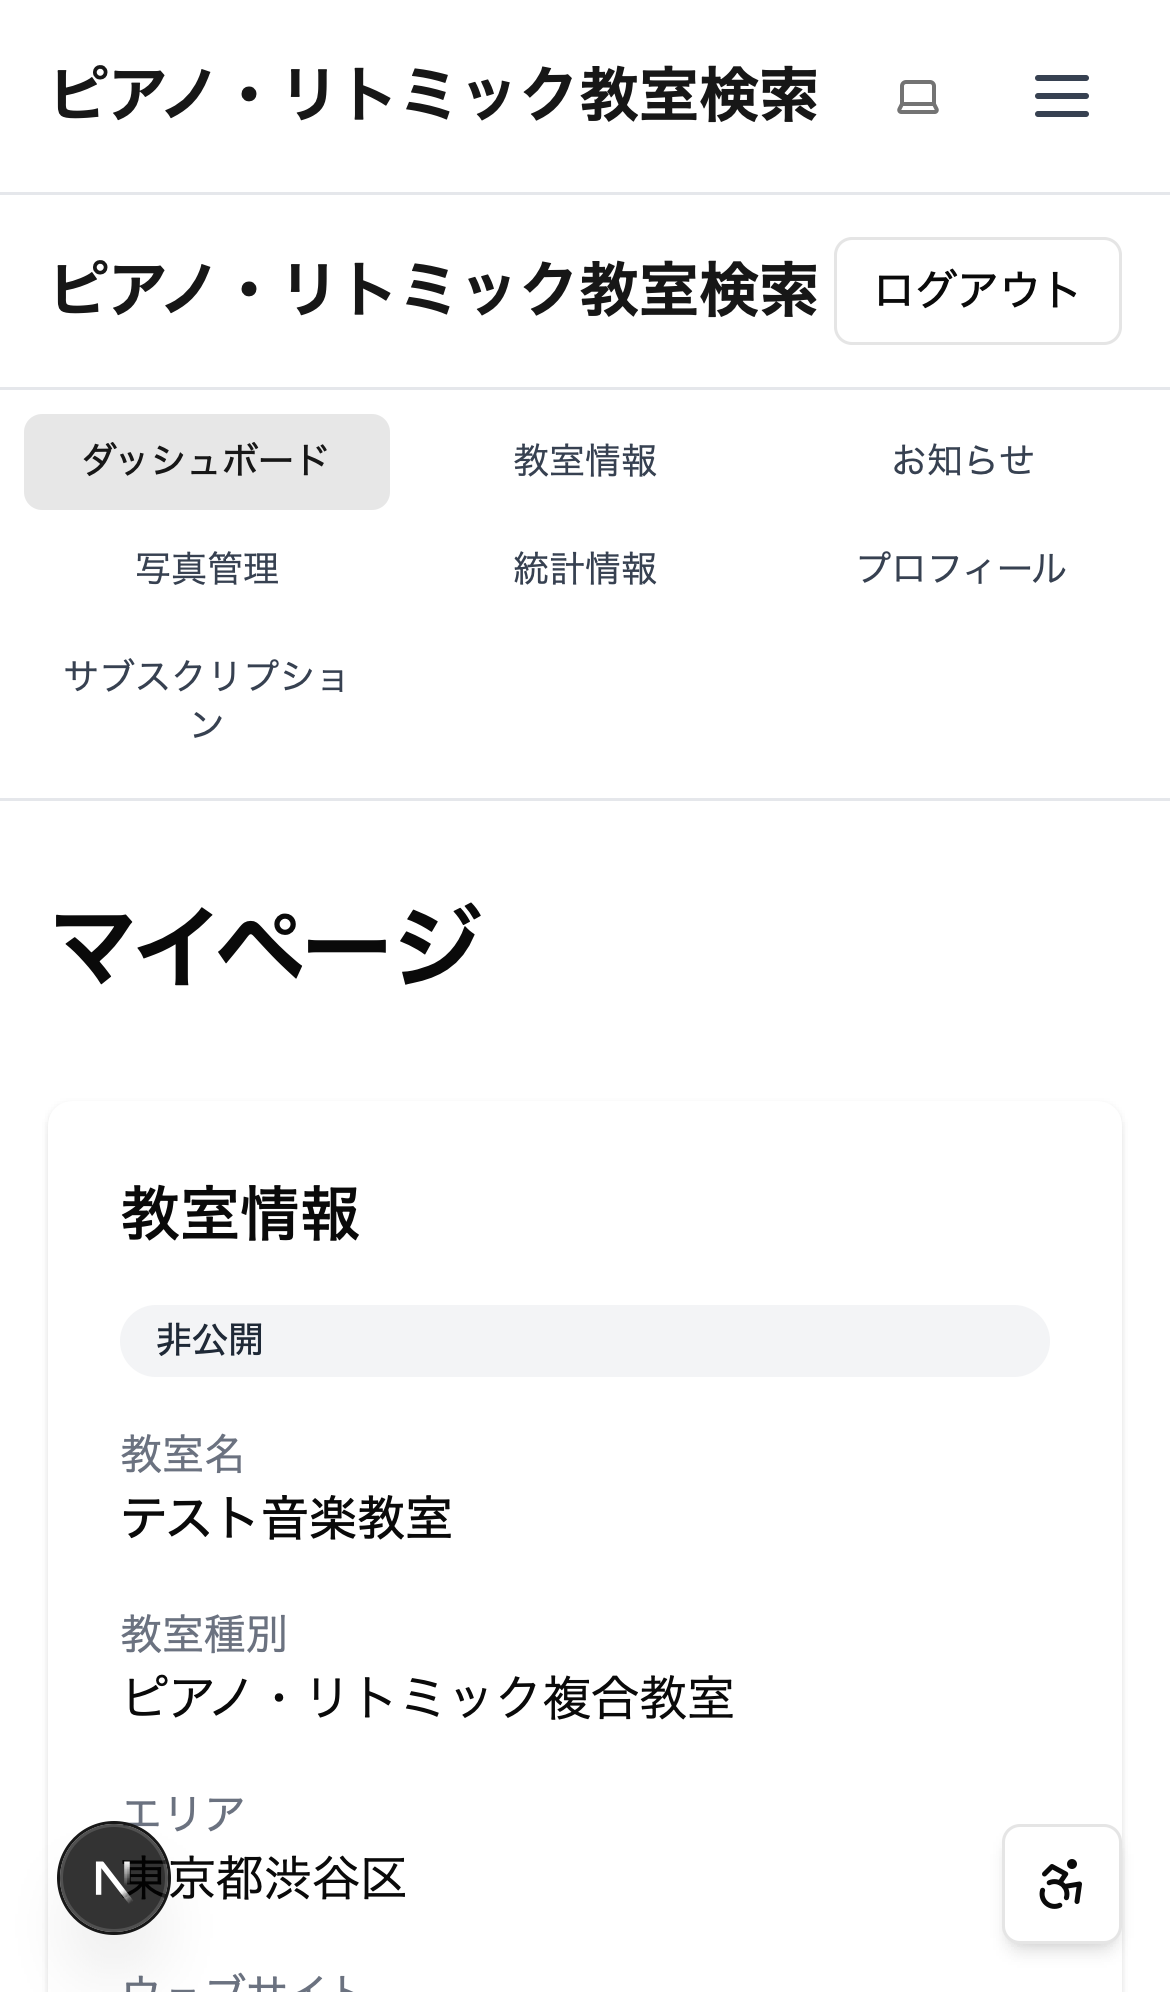 ピアノ・リトミック教室検索
ピアノ・リトミック教室検索 ログアウト
ダッシュボード 教室情報 お知らせ
写真管理 統計情報 プロフィール
サブスクリプショ
ン
マイページ
教室情報
非公開
教室名
テスト音楽教室
教室種別
ピアノ・リトミック複合教室
エリア
N
東京都渋谷区
ウェブサイト